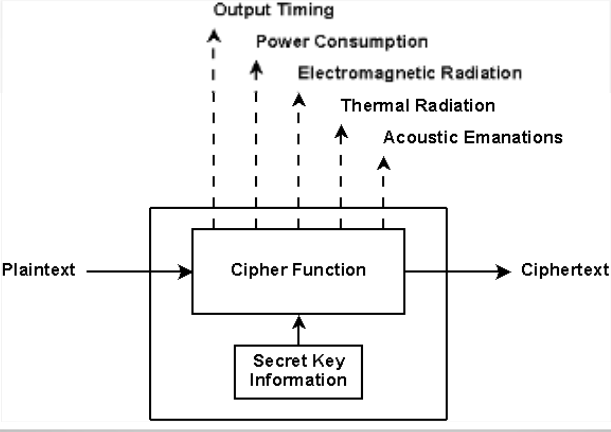 Output Timing
Power Consumption
Electromagnetic Radiation
Thermal Radiation
Acoustic Emanations
Plaintext
Cipher Function
Ciphertext
Secret Key
Information